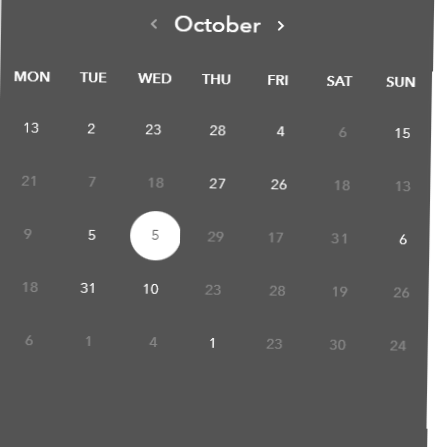 ‹ October ›
MON TUE WED THU FRI SAT SUN
13 2 23 28 4 6 15
21 7 18 27 26 18 13
9 5 5 29 17 31 6
18 31 10 23 28 19 26
6 1 4 1 23 30 24